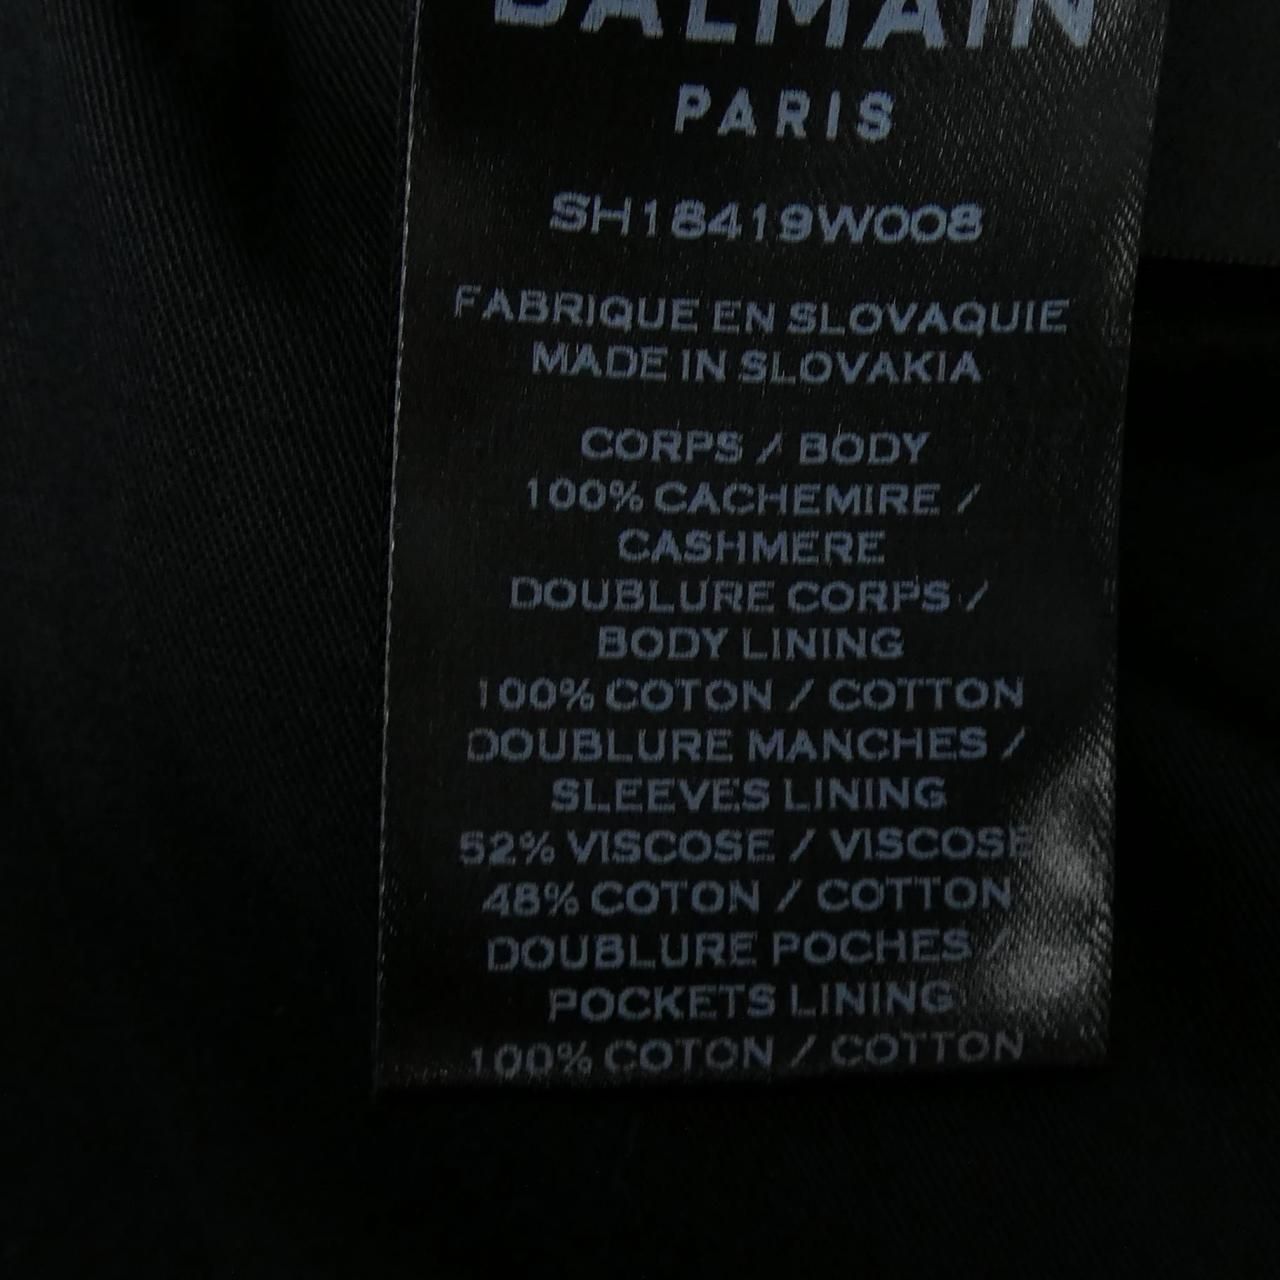 BALMAIN
PARIS
SH18419W008
FABRIQUE EN SLOVAQUIE
MADE IN SLOVAKIA
CORPS / BODY
100% CACHEMIRE /
CASHMERE
DOUBLURE CORPS /
BODY LINING
100% COTON / COTTON
DOUBLURE MANCHES /
SLEEVES LINING
52% VISCOSE / VISCOSE
48% COTON / COTTON
DOUBLURE POCHES /
POCKETS LINING
100% COTON / COTTON